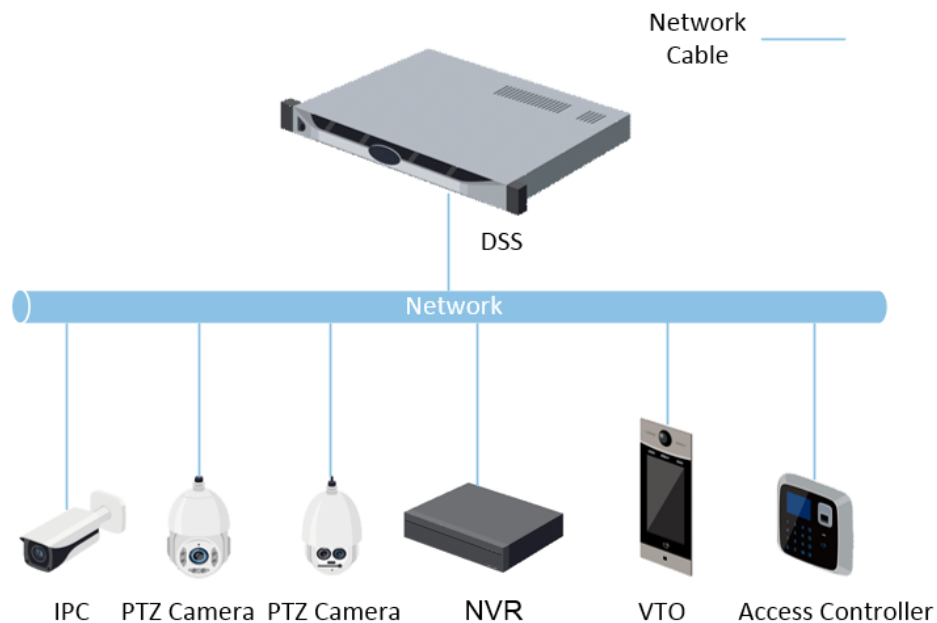 Network
Cable
DSS
Network
IPC
PTZ Camera
PTZ Camera
NVR
VTO
Access Controller